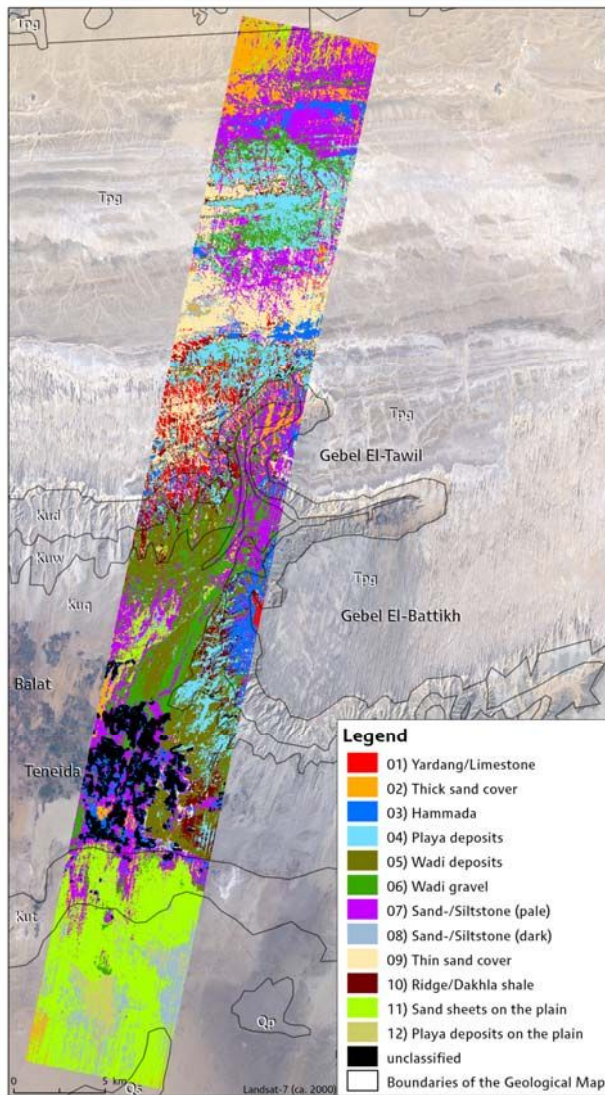 Tpg
Tpg
Tpg
Gebel El-Tawil
Kud
Kuw
Tpg
Kuq
Gebel El-Battikh
Balat
Teneida
Kut
Qp
Qs
0
5 km
Landsat-7 (ca. 2000)
Legend
01) Yardang/Limestone
02) Thick sand cover
03) Hammada
04) Playa deposits
05) Wadi deposits
06) Wadi gravel
07) Sand-/Siltstone (pale)
08) Sand-/Siltstone (dark)
09) Thin sand cover
10) Ridge/Dakhla shale
11) Sand sheets on the plain
12) Playa deposits on the plain
unclassified
Boundaries of the Geological Map